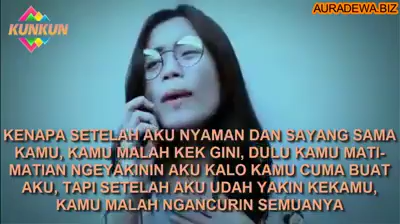 KUNKUN
AURADEWA.BIZ
KENAPA SETELAH AKU NYAMAN DAN SAYANG SAMA
KAMU, KAMU MALAH KEK GINI, DULU KAMU MATI-
MATIAN NGEYAKININ AKU KALO KAMU CUMA BUAT
AKU, TAPI SETELAH AKU UDAH YAKIN KEKAMU,
KAMU MALAH NGANCURIN SEMUANYA